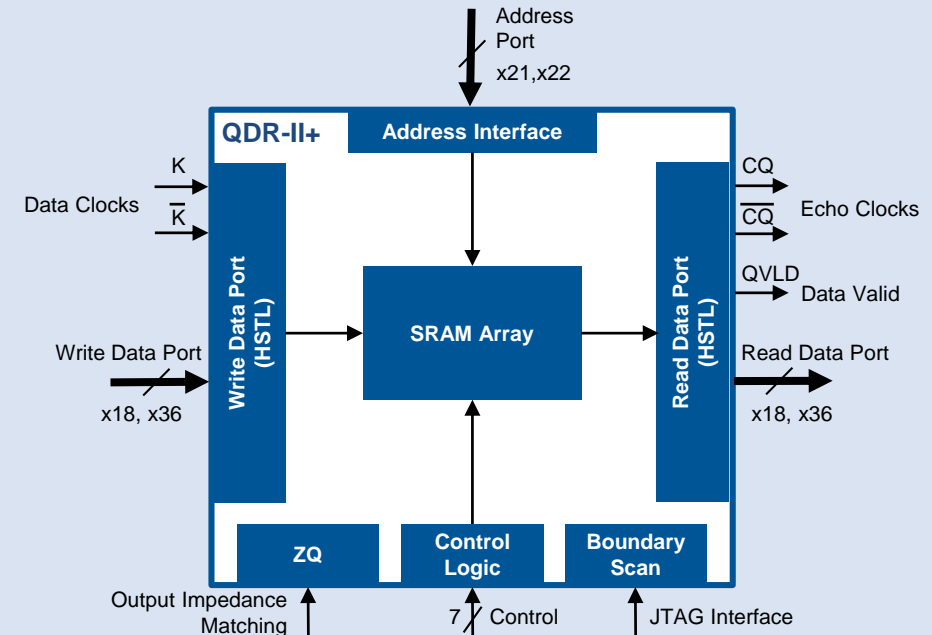 Address
Port
x21,x22
QDR-II+
Address Interface
K
Data Clocks
K̅
CQ
Echo Clocks
C̅Q̅
QVLD
Data Valid
Write Data Port
(HSTL)
SRAM Array
Read Data Port
(HSTL)
Write Data Port
x18, x36
Read Data Port
x18, x36
ZQ
Control
Logic
Boundary
Scan
Output Impedance
Matching
7 Control
JTAG Interface